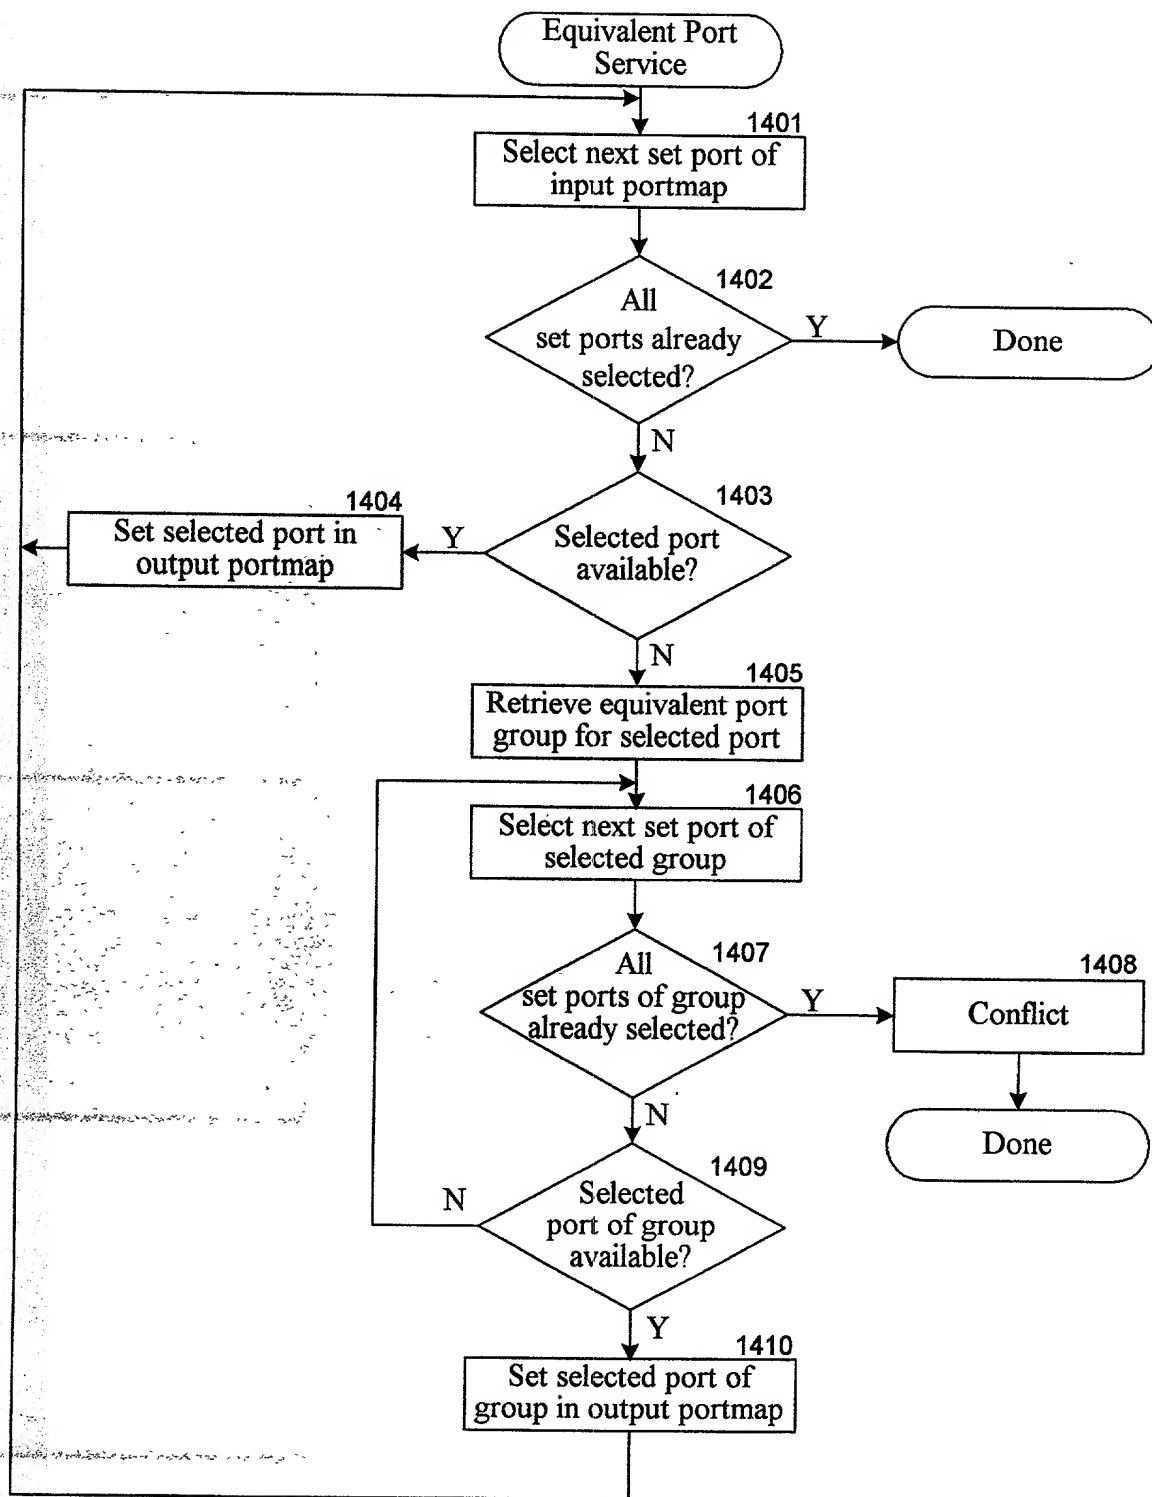 Equivalent Port
Service
1401
Select next set port of
input portmap
1402
All
set ports already
selected?
Y
Done
N
1403
Selected port
available?
Y
1404
Set selected port in
output portmap
N
1405
Retrieve equivalent port
group for selected port
1406
Select next set port of
selected group
1407
All
set ports of group
already selected?
Y
1408
Conflict
Done
N
1409
Selected
port of group
available?
N
Y
1410
Set selected port of
group in output portmap